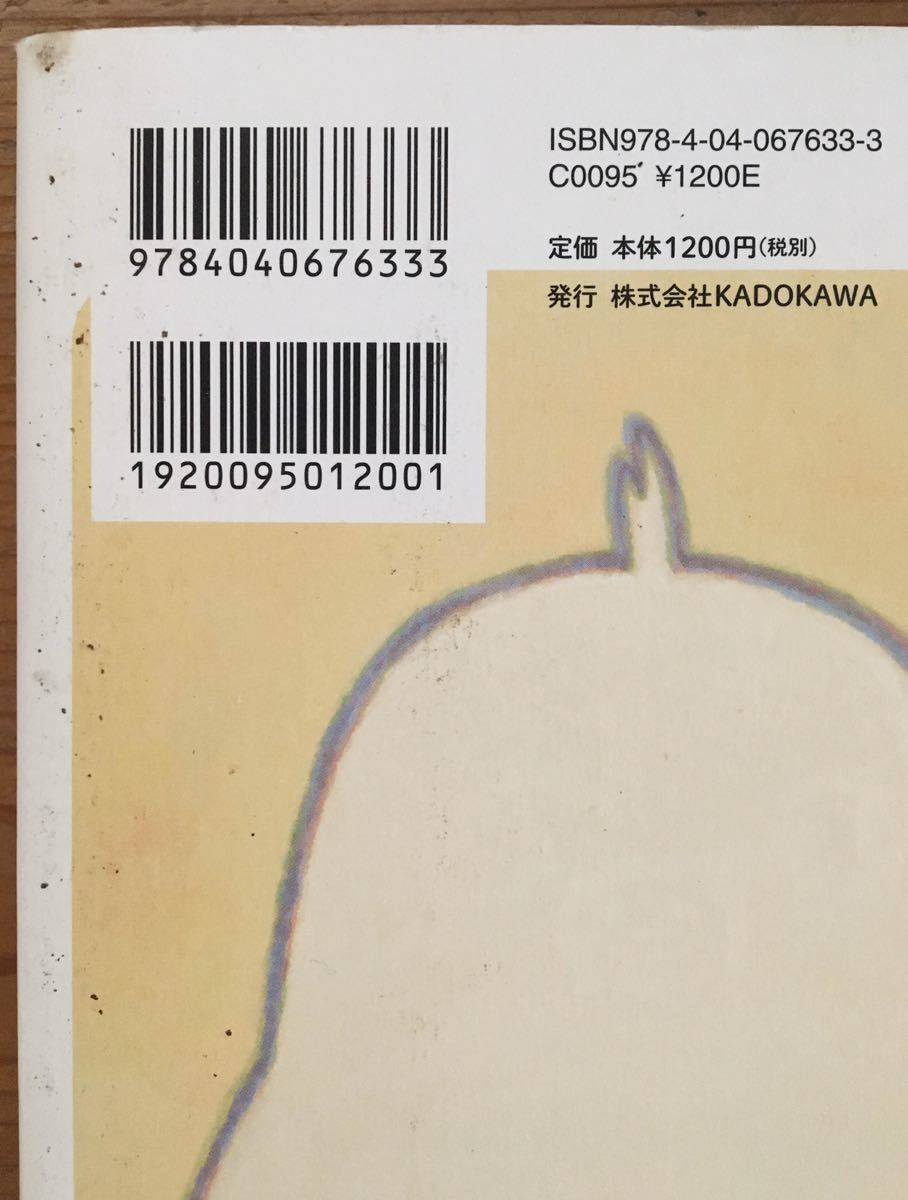 9784040676333
1920095012001
ISBN978-4-04-067633-3
C0095 ¥1200E
定価 本体1200円(税別)
発行 株式会社KADOKAWA